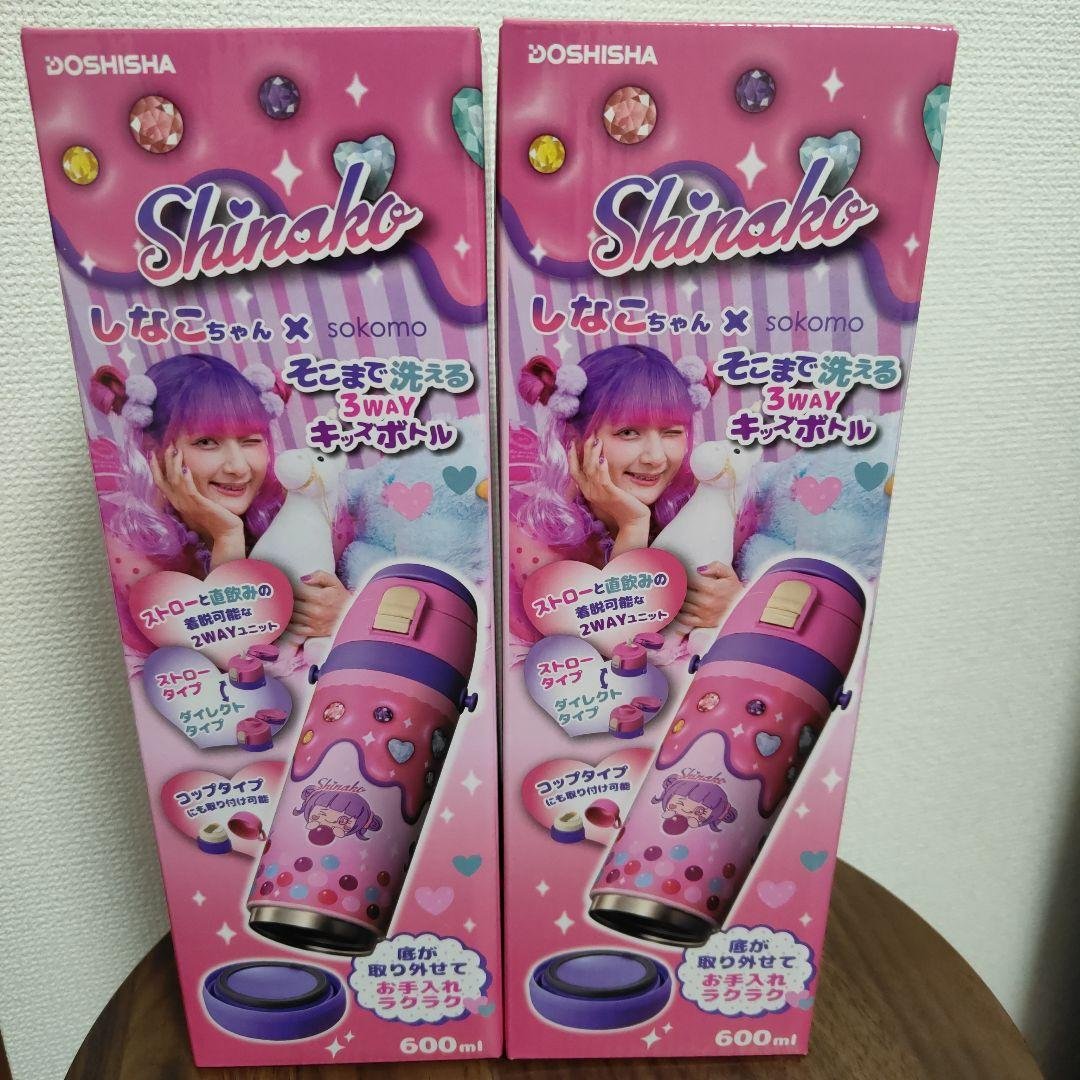 DOSHISHA
Shinako
しなこちゃん × sokomo
そこまで洗える
3WAY
キッズボトル
ストローと直飲みの
着脱可能な
2WAYユニット
ストロー
タイプ
ダイレクト
タイプ
コップタイプ
にも取り付け可能
Shinako
底が
取り外せて
お手入れ
ラクラク
600ml
DOSHISHA
Shinako
しなこちゃん × sokomo
そこまで洗える
3WAY
キッズボトル
ストローと直飲みの
着脱可能な
2WAYユニット
ストロー
タイプ
ダイレクト
タイプ
コップタイプ
にも取り付け可能
Shinako
底が
取り外せて
お手入れ
ラクラク
600ml